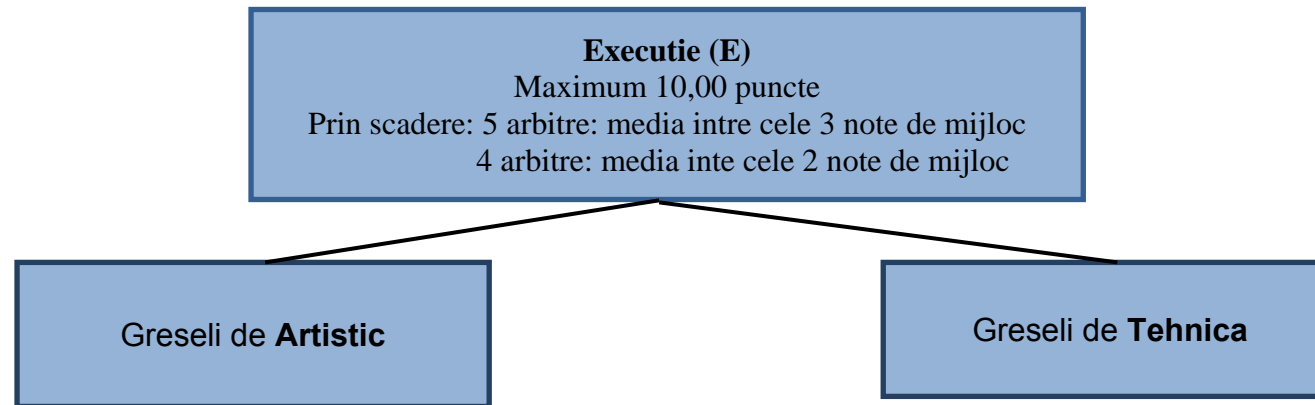 Executie (E)
Maximum 10,00 puncte
Prin scadere: 5 arbitre: media intre cele 3 note de mijloc
4 arbitre: media inte cele 2 note de mijloc
Greseli de Artistic
Greseli de Tehnica